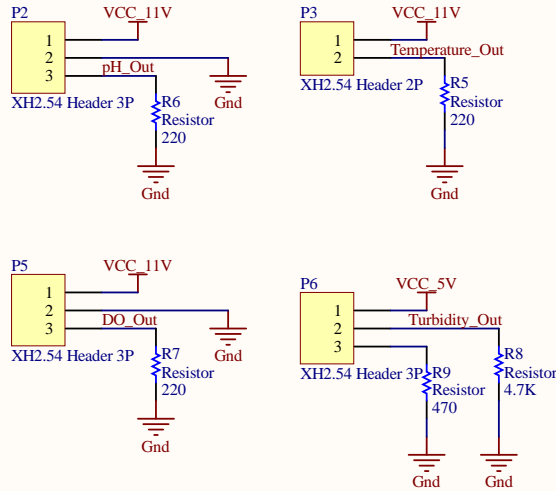 P2
VCC_11V
1
2
3
pH_Out
XH2.54 Header 3P
R6
Resistor
220
Gnd
Gnd
P3
VCC_11V
1
2
Temperature_Out
XH2.54 Header 2P
R5
Resistor
220
Gnd
P5
VCC_11V
1
2
3
DO_Out
XH2.54 Header 3P
R7
Resistor
220
Gnd
Gnd
P6
VCC_5V
1
2
3
Turbidity_Out
XH2.54 Header 3P
R9
Resistor
470
R8
Resistor
4.7K
Gnd
Gnd